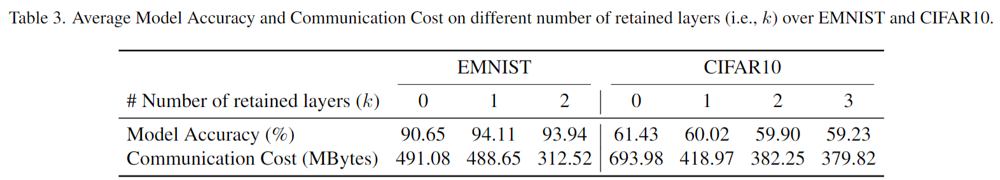 Table 3. Average Model Accuracy and Communication Cost on different number of retained layers (i.e., k) over EMNIST and CIFAR10.
EMNIST CIFAR10
# Number of retained layers (k) 0 1 2 0 1 2 3
Model Accuracy (%) 90.65 94.11 93.94 61.43 60.02 59.90 59.23
Communication Cost (MBytes) 491.08 488.65 312.52 693.98 418.97 382.25 379.82